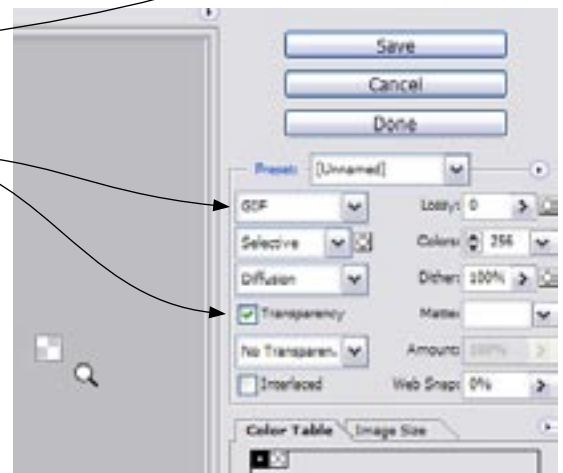 Save
Cancel
Done
Preset: [Unnamed]
GIF Lossy: 0
Selective Colors: 256
Diffusion Dither: 100%
Transparency Matte:
No Transparen.. Amount: 100%
Interlaced Web Snap: 0%
Color Table Image Size